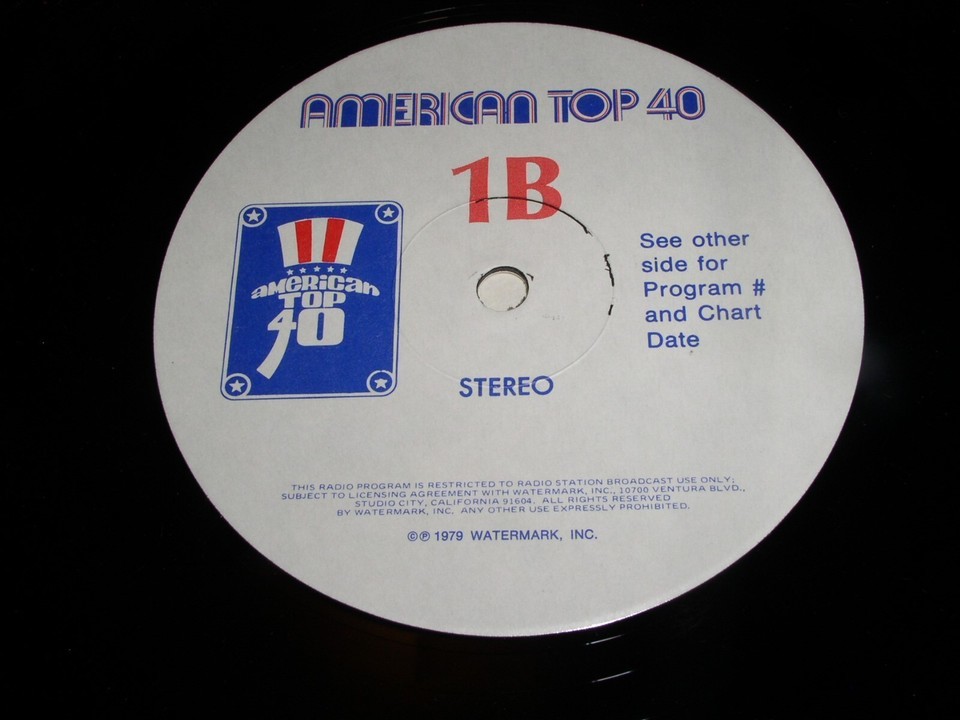 AMERICAN TOP 40
1B
AMERICAN
TOP
40
See other
side for
Program #
and Chart
Date
STEREO
THIS RADIO PROGRAM IS RESTRICTED TO RADIO STATION BROADCAST USE ONLY;
SUBJECT TO LICENSING AGREEMENT WITH WATERMARK, INC., 10700 VENTURA BLVD.,
STUDIO CITY, CALIFORNIA 91604. ALL RIGHTS RESERVED
BY WATERMARK, INC. ANY OTHER USE EXPRESSLY PROHIBITED.
©℗ 1979 WATERMARK, INC.